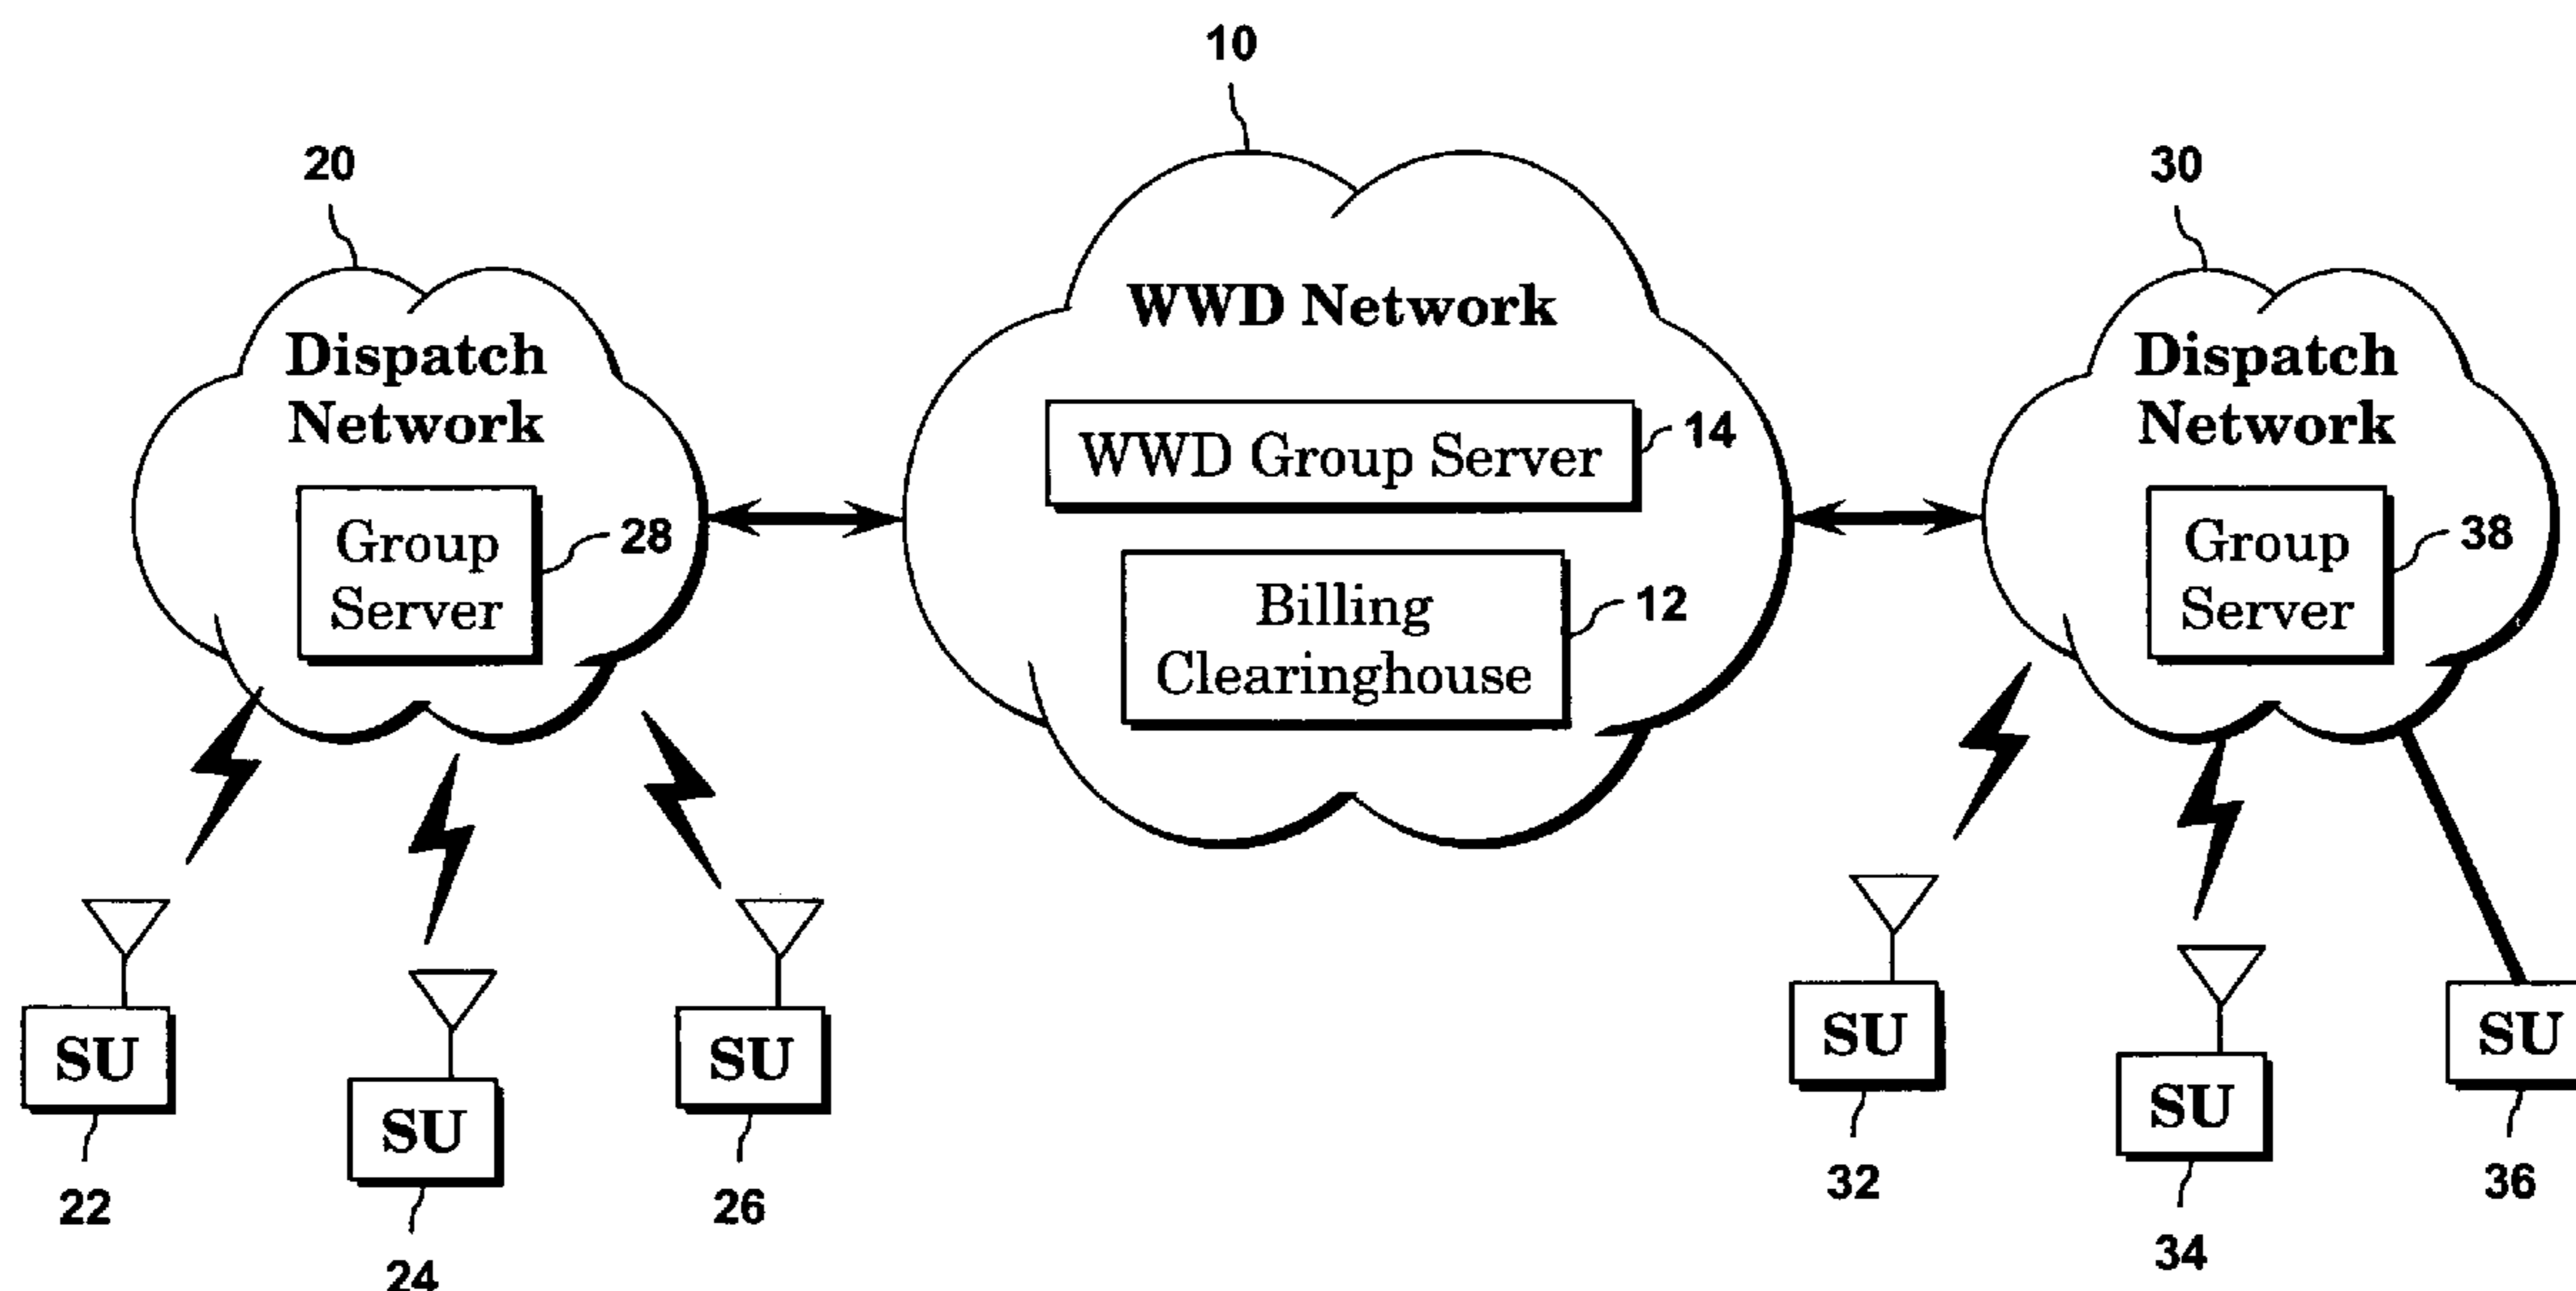 10
20
30
WWD Network
Dispatch
Network
Dispatch
Network
WWD Group Server
14
Group
Server
28
Group
Server
38
Billing
Clearinghouse
12
SU
SU
SU
SU
SU
SU
22
24
26
32
34
36